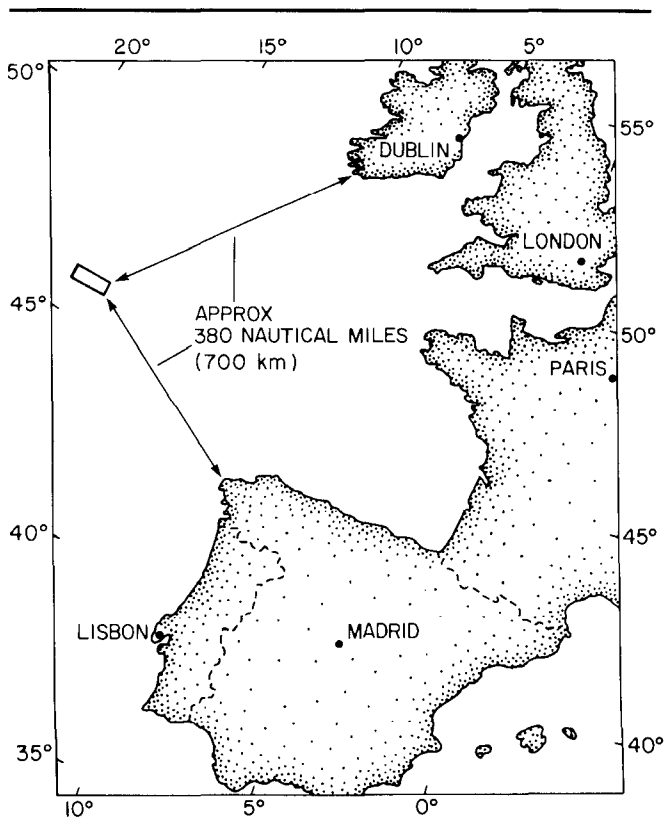 20° 15° 10° 5°
50°
55°
DUBLIN
LONDON
45°
APPROX
380 NAUTICAL MILES
(700 km)
50°
PARIS
40°
45°
LISBON
MADRID
35°
40°
10° 5° 0°